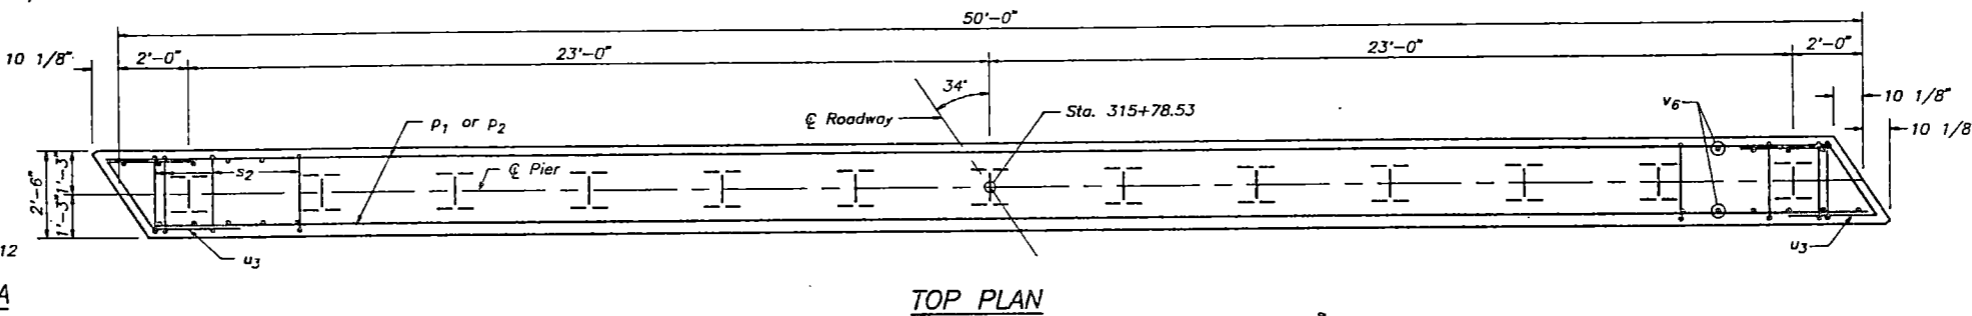 50'-0"
10 1/8"
2'-0"
23'-0"
23'-0"
2'-0"
34°
℄ Roadway
Sta. 315+78.53
v6
10 1/8"
10 1/8
p1 or p2
2'-6"
1'-3"
1'-3"
s2
℄ Pier
12
u3
u3
A
TOP PLAN